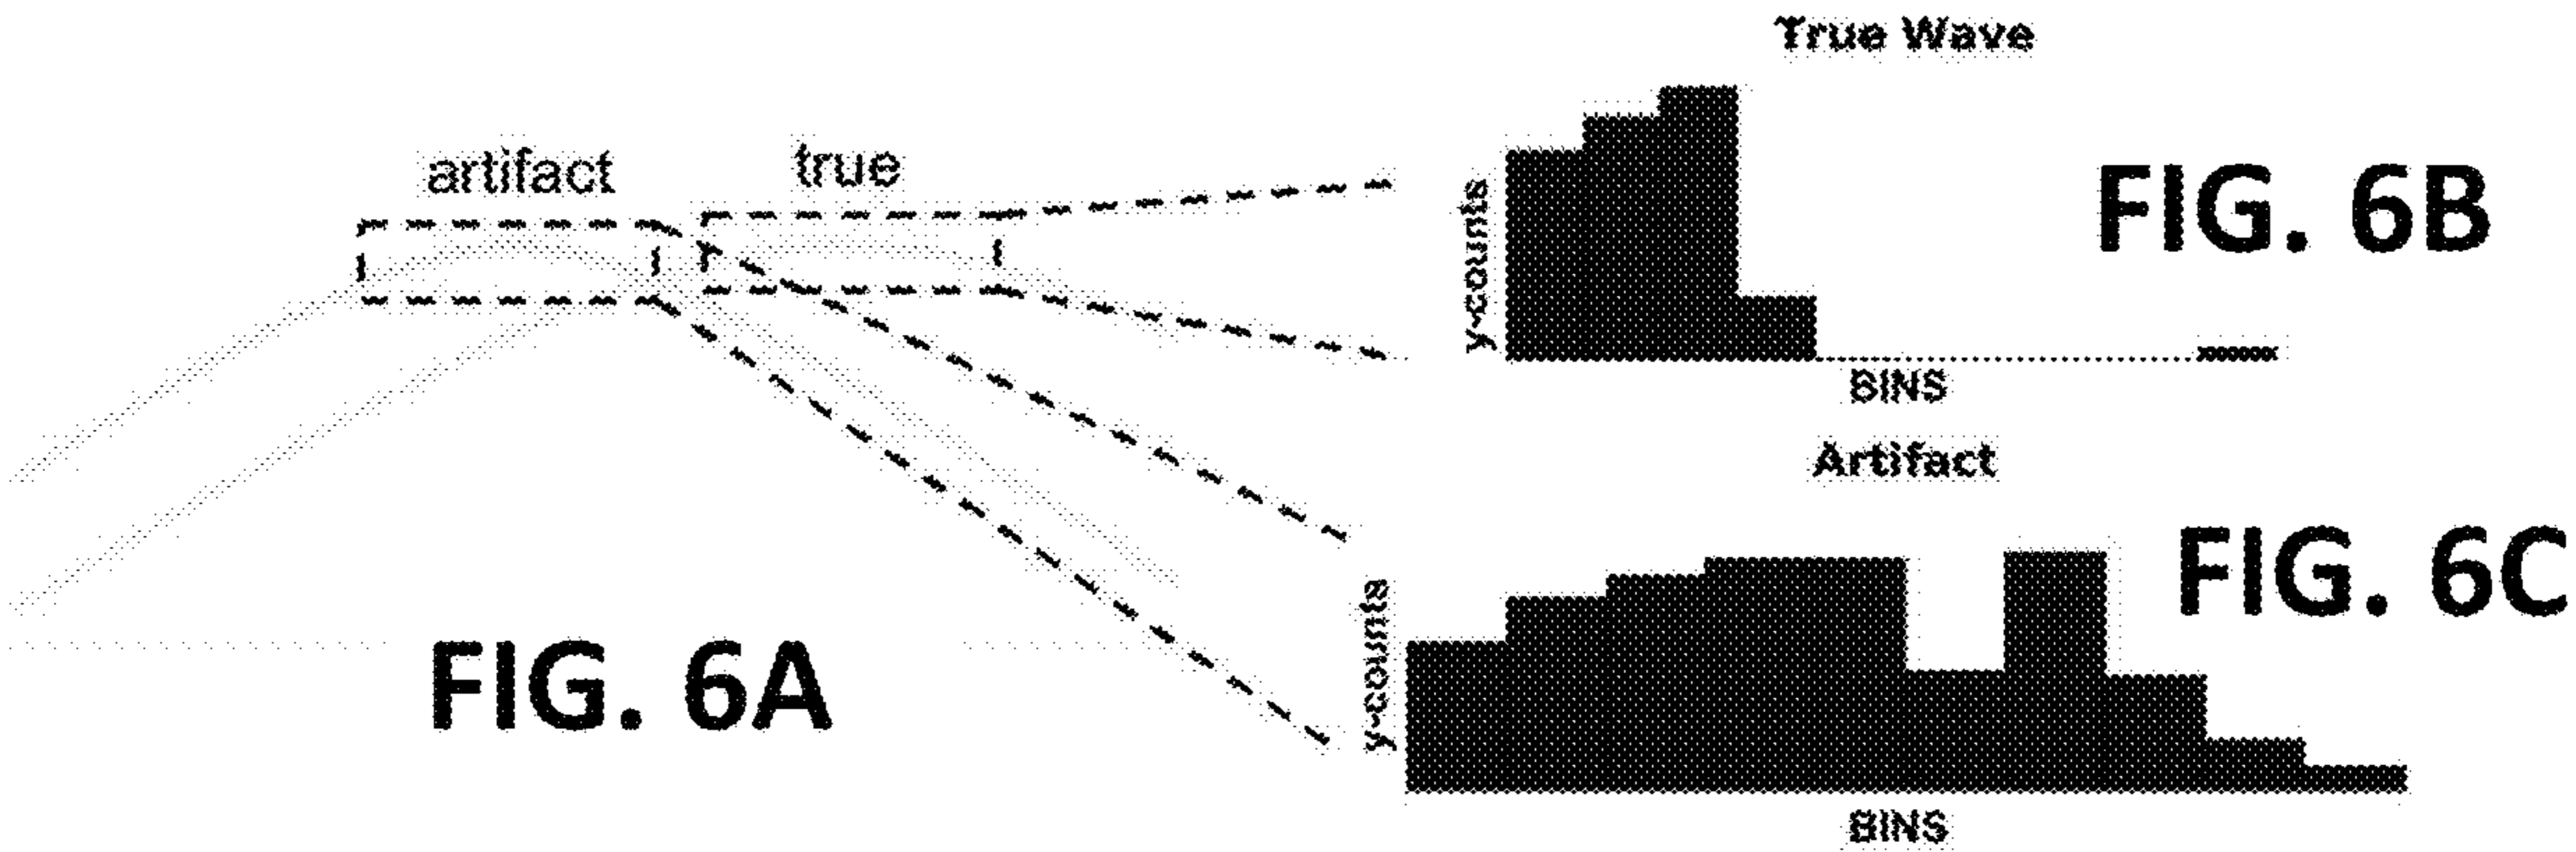 artifact
true
FIG. 6A
True Wave
y-counts
BINS
FIG. 6B
Artifact
y-counts
BINS
FIG. 6C